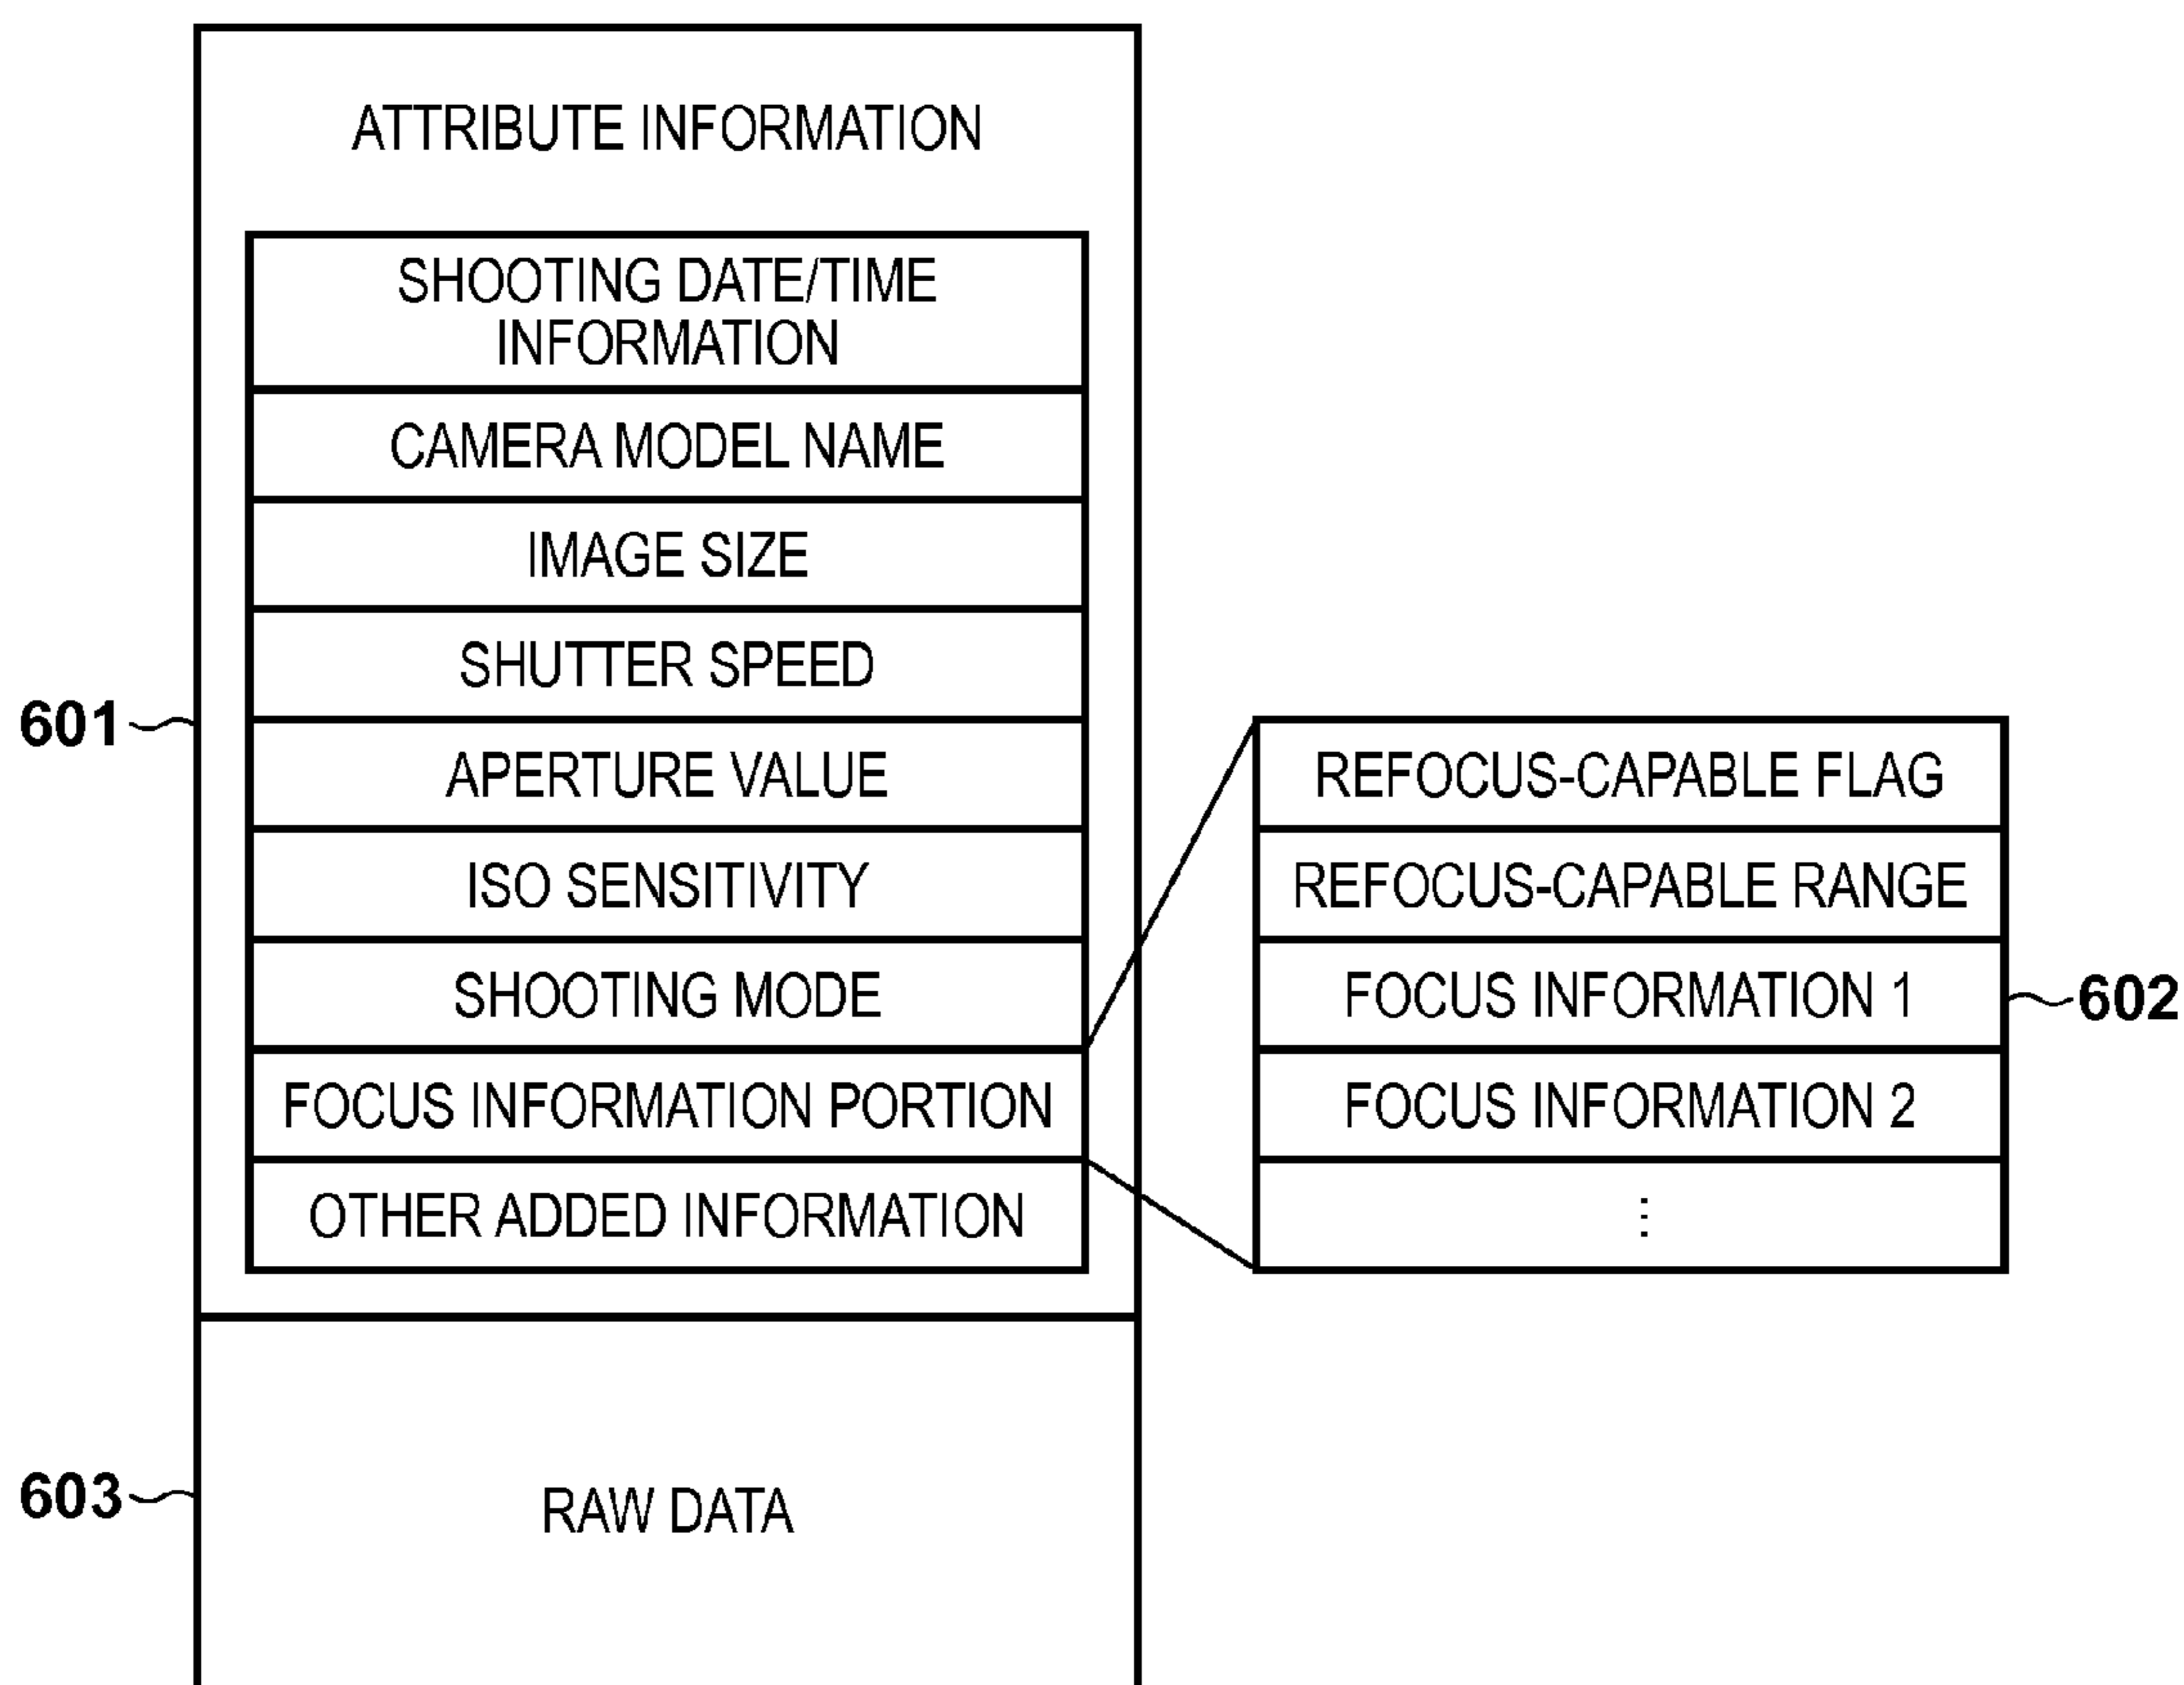 ATTRIBUTE INFORMATION
SHOOTING DATE/TIME
INFORMATION
CAMERA MODEL NAME
IMAGE SIZE
SHUTTER SPEED
APERTURE VALUE
ISO SENSITIVITY
SHOOTING MODE
FOCUS INFORMATION PORTION
OTHER ADDED INFORMATION
601
REFOCUS-CAPABLE FLAG
REFOCUS-CAPABLE RANGE
FOCUS INFORMATION 1
FOCUS INFORMATION 2
⋮
602
RAW DATA
603